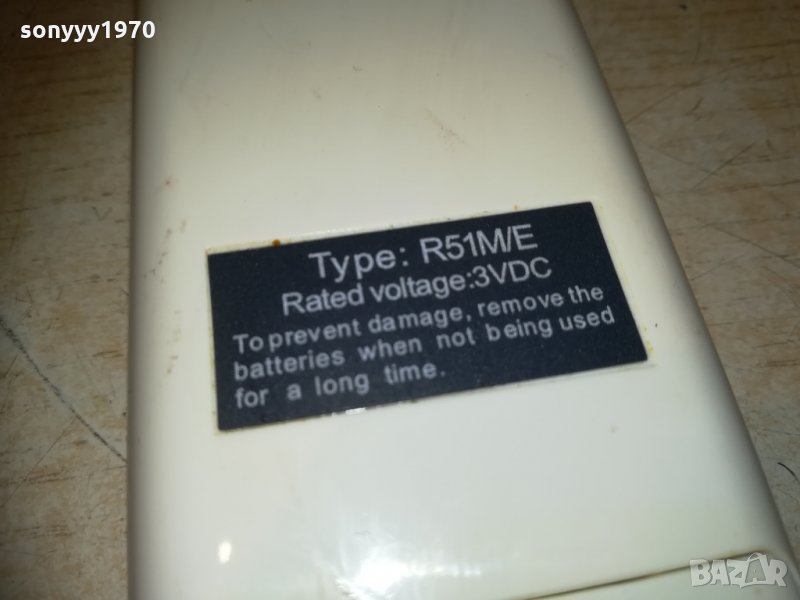 sonyyy1970
Type: R51M/E
Rated voltage:3VDC
To prevent damage, remove the
batteries when not being used
for a long time.
BAZAR